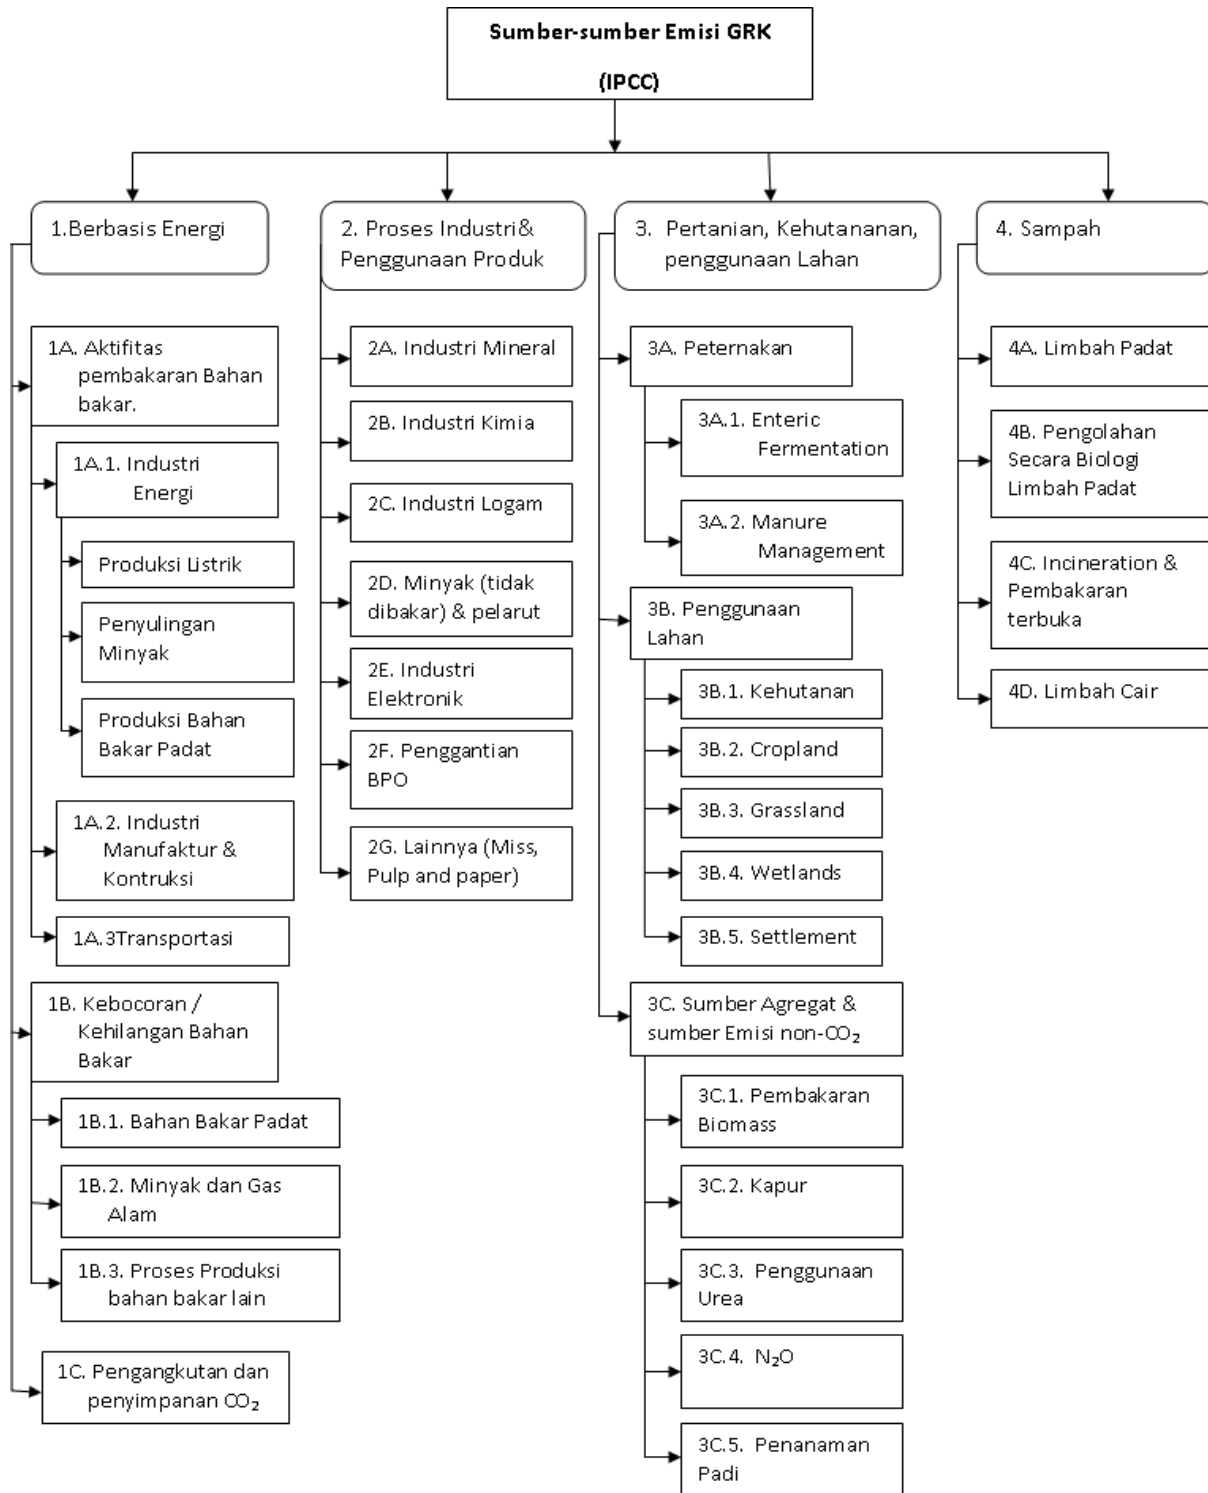 Sumber-sumber Emisi GRK
(IPCC)
1.Berbasis Energi
1A. Aktifitas
pembakaran Bahan
bakar.
1A.1. Industri
Energi
Produksi Listrik
Penyulingan
Minyak
Produksi Bahan
Bakar Padat
1A.2. Industri
Manufaktur &
Kontruksi
1A.3Transportasi
1B. Kebocoran /
Kehilangan Bahan
Bakar
1B.1. Bahan Bakar Padat
1B.2. Minyak dan Gas
Alam
1B.3. Proses Produksi
bahan bakar lain
1C. Pengangkutan dan
penyimpanan CO₂
2. Proses Industri&
Penggunaan Produk
2A. Industri Mineral
2B. Industri Kimia
2C. Industri Logam
2D. Minyak (tidak
dibakar) & pelarut
2E. Industri
Elektronik
2F. Penggantian
BPO
2G. Lainnya (Miss,
Pulp and paper)
3. Pertanian, Kehutananan,
penggunaan Lahan
3A. Peternakan
3A.1. Enteric
Fermentation
3A.2. Manure
Management
3B. Penggunaan
Lahan
3B.1. Kehutanan
3B.2. Cropland
3B.3. Grassland
3B.4. Wetlands
3B.5. Settlement
3C. Sumber Agregat &
sumber Emisi non-CO₂
3C.1. Pembakaran
Biomass
3C.2. Kapur
3C.3. Penggunaan
Urea
3C.4. N₂O
3C.5. Penanaman
Padi
4. Sampah
4A. Limbah Padat
4B. Pengolahan
Secara Biologi
Limbah Padat
4C. Incineration &
Pembakaran
terbuka
4D. Limbah Cair